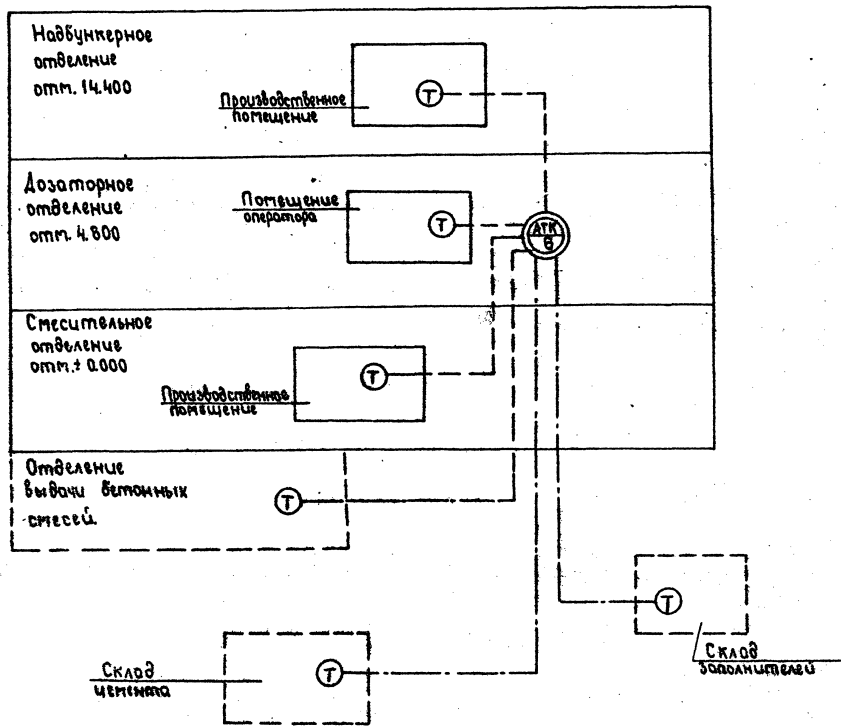 Надбункерное
отделение
отм. 14.400
Производственное
помещение
Т
Дозаторное
отделение
отм. 4.800
Помещение
оператора
Т
АТК
6
Смесительное
отделение
отм. ± 0.000
Производственное
помещение
Т
Отделение
выдачи бетонных
смесей.
Т
Т
Склад
заполнителей
Склад
цемента
Т